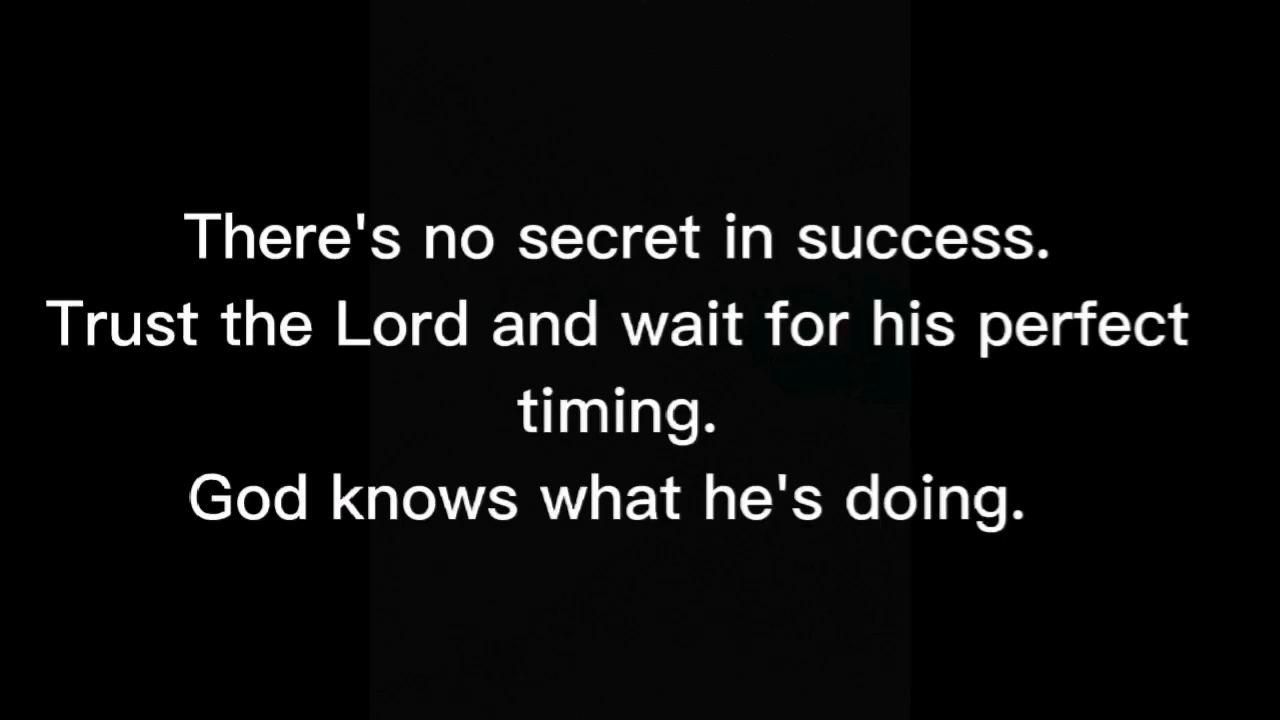 There's no secret in success.
Trust the Lord and wait for his perfect
timing.
God knows what he's doing.